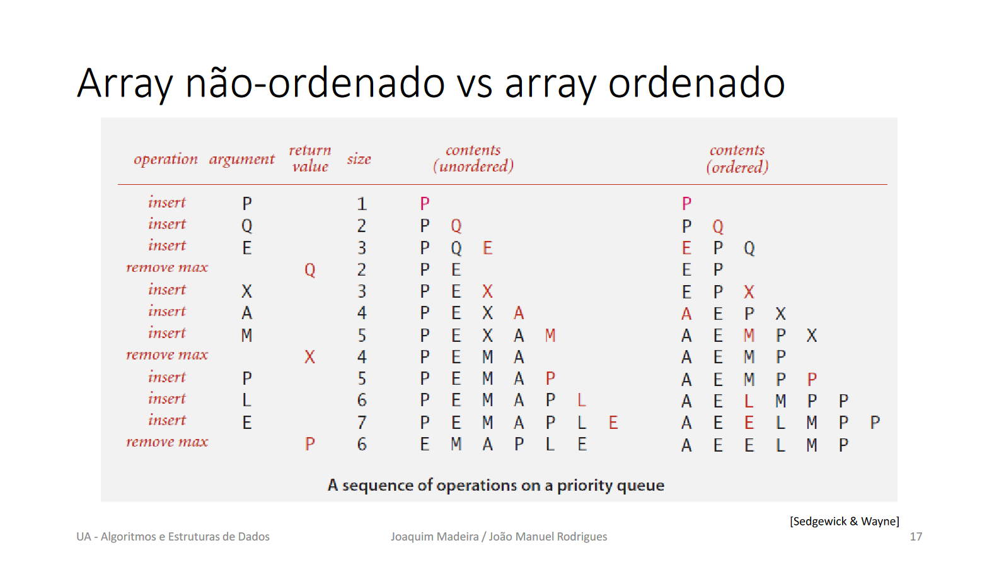 Array não-ordenado vs array ordenado
operation argument return value size contents (unordered) contents (ordered)
insert P 1 P P
insert Q 2 P Q P Q
insert E 3 P Q E E P Q
remove max Q 2 P E E P
insert X 3 P E X E P X
insert A 4 P E X A A E P X
insert M 5 P E X A M A E M P X
remove max X 4 P E M A A E M P
insert P 5 P E M A P A E M P P
insert L 6 P E M A P L A E L M P P
insert E 7 P E M A P L E A E E L M P P
remove max P 6 E M A P L E A E E L M P
A sequence of operations on a priority queue
[Sedgewick & Wayne]
UA - Algoritmos e Estruturas de Dados Joaquim Madeira / João Manuel Rodrigues 17